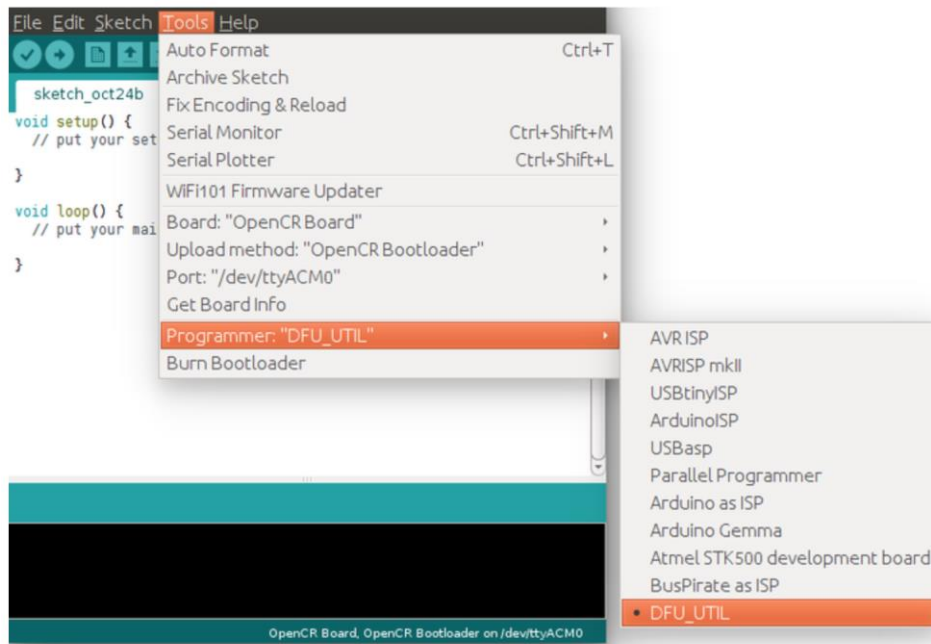 File Edit Sketch Tools Help
Auto Format Ctrl+T
Archive Sketch
Fix Encoding & Reload
Serial Monitor Ctrl+Shift+M
Serial Plotter Ctrl+Shift+L
WiFi101 Firmware Updater
Board: "OpenCR Board"
Upload method: "OpenCR Bootloader"
Port: "/dev/ttyACM0"
Get Board Info
Programmer: "DFU_UTIL"
Burn Bootloader
sketch_oct24b
void setup() {
// put your set
}
void loop() {
// put your mai
}
AVR ISP
AVRISP mkII
USBtinyISP
ArduinoISP
USBasp
Parallel Programmer
Arduino as ISP
Arduino Gemma
Atmel STK500 development board
BusPirate as ISP
• DFU_UTIL
OpenCR Board, OpenCR Bootloader on /dev/ttyACM0